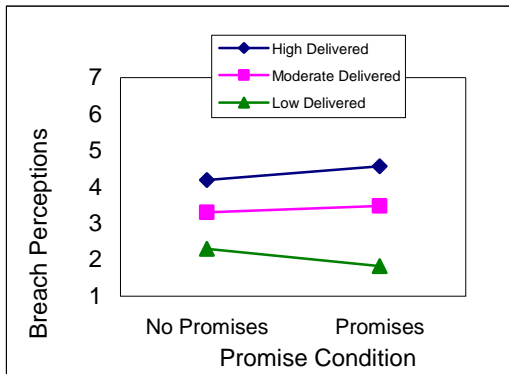 High Delivered
Moderate Delivered
Low Delivered
7
6
5
4
3
2
1
Breach Perceptions
No Promises Promises
Promise Condition